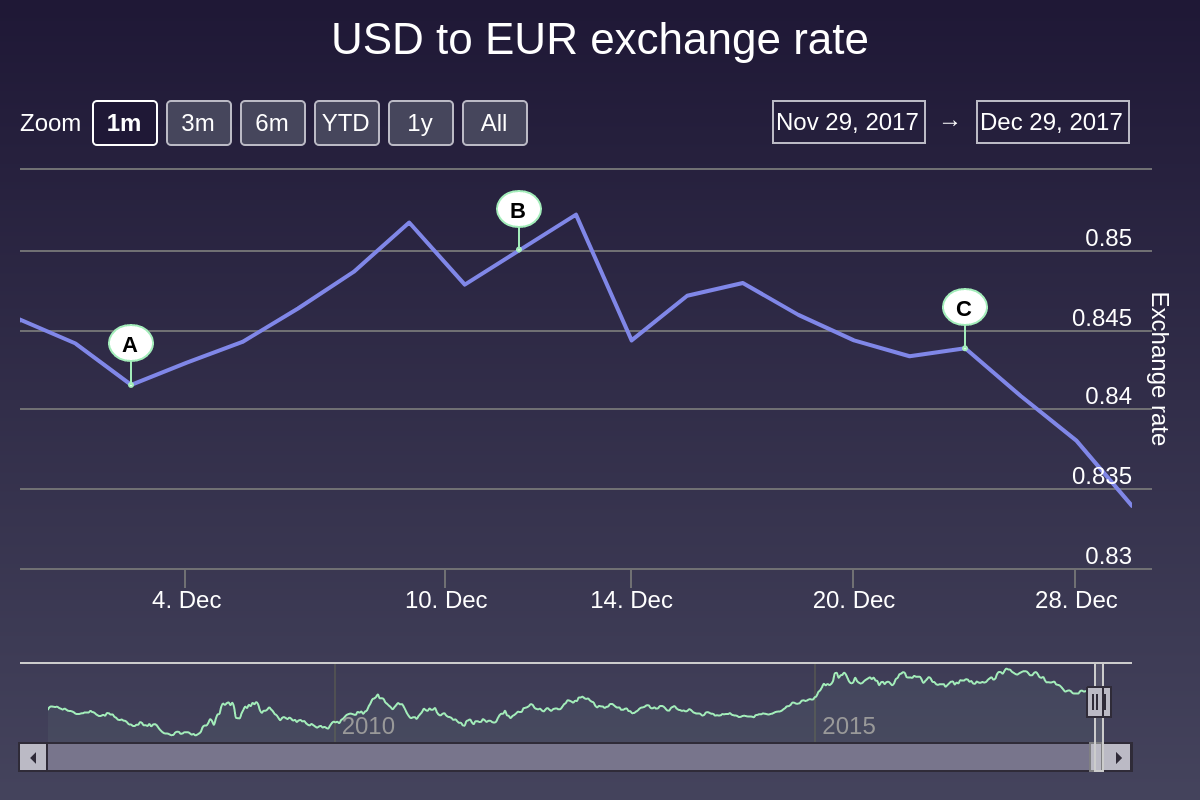 USD to EUR exchange rate
Zoom 1m 3m 6m YTD 1y All Nov 29, 2017 → Dec 29, 2017
B
0.85
C
0.845
A
Exchange rate
0.84
0.835
0.83
4. Dec 10. Dec 14. Dec 20. Dec 28. Dec
2010 2015